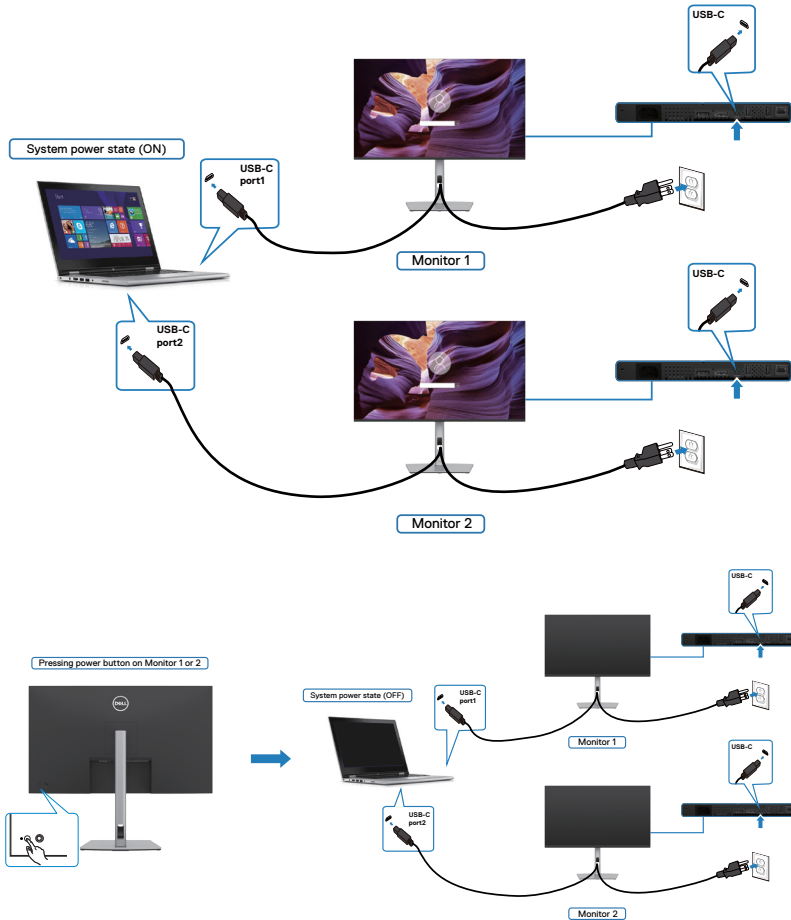 USB-C
System power state (ON)
USB-C
port1
Monitor 1
USB-C
USB-C
port2
Monitor 2
USB-C
Pressing power button on Monitor 1 or 2
DELL
System power state (OFF)
USB-C
port1
Monitor 1
USB-C
USB-C
port2
Monitor 2